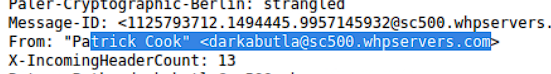 Paler-Cryptographic-Berlin: strangled
Message-ID: <1125793712.1494445.9957145932@sc500.whpservers.
From: "Patrick Cook" <darkabutla@sc500.whpservers.com>
X-IncomingHeaderCount: 13